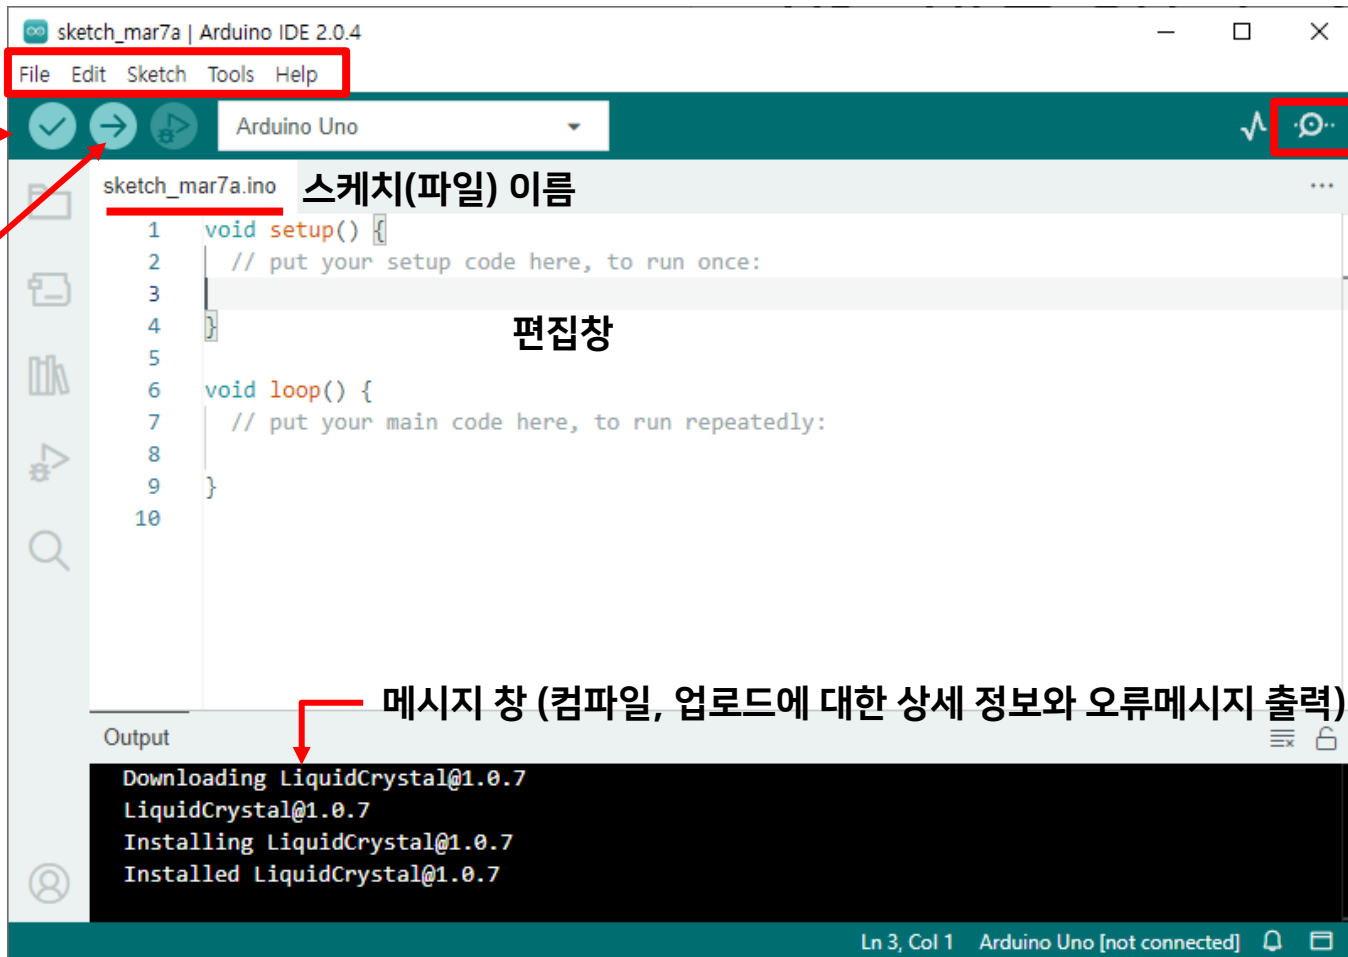 sketch_mar7a | Arduino IDE 2.0.4
File Edit Sketch Tools Help
Arduino Uno
sketch_mar7a.ino 스케치(파일) 이름
1 void setup() {
2 // put your setup code here, to run once:
3
4 }
편집창
5
6 void loop() {
7 // put your main code here, to run repeatedly:
8
9 }
10
메시지 창 (컴파일, 업로드에 대한 상세 정보와 오류메시지 출력)
Output
Downloading LiquidCrystal@1.0.7
LiquidCrystal@1.0.7
Installing LiquidCrystal@1.0.7
Installed LiquidCrystal@1.0.7
Ln 3, Col 1 Arduino Uno [not connected]